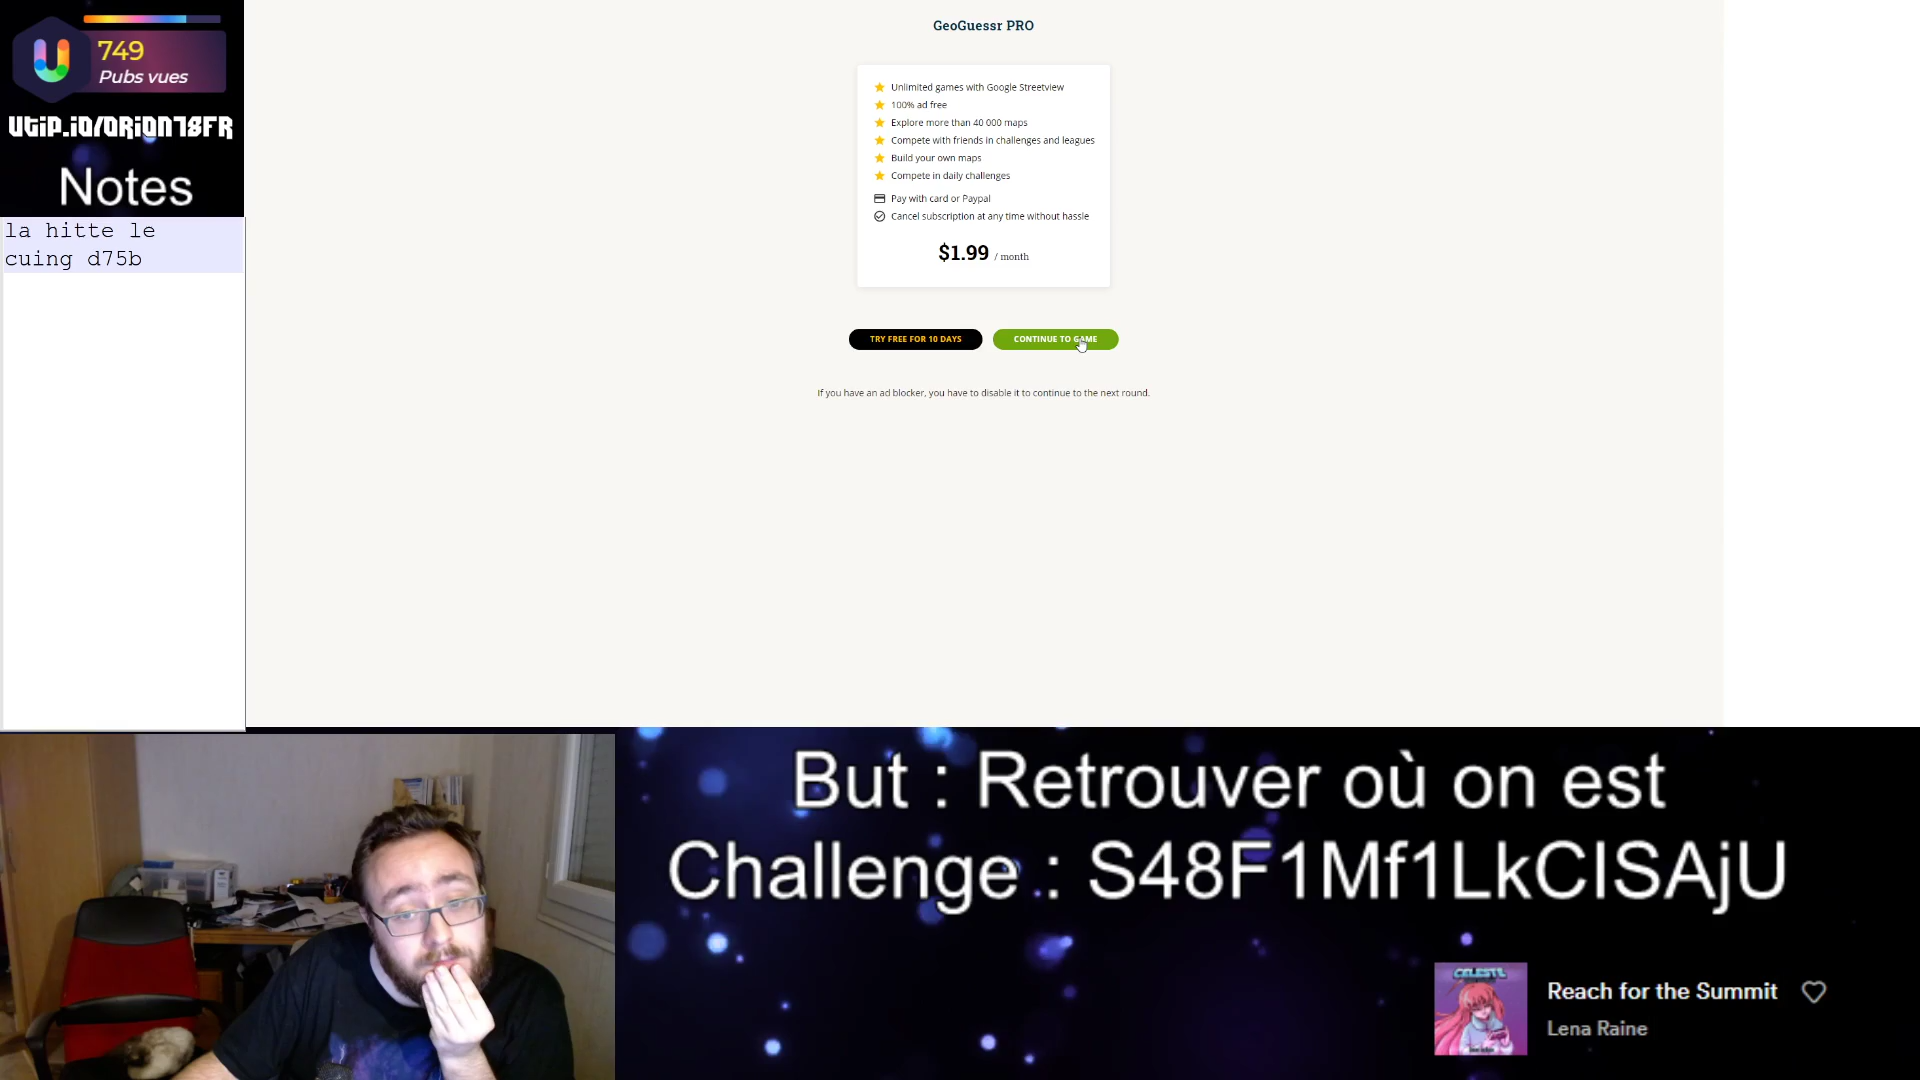 749
Pubs vues
Utip.io/Orion78FR
Notes
la hitte le
cuing d75b
GeoGuessr PRO
Unlimited games with Google Streetview
100% ad free
Explore more than 40 000 maps
Compete with friends in challenges and leagues
Build your own maps
Compete in daily challenges
Pay with card or Paypal
Cancel subscription at any time without hassle
$1.99 / month
TRY FREE FOR 10 DAYS
CONTINUE TO GAME
If you have an ad blocker, you have to disable it to continue to the next round.
But : Retrouver où on est
Challenge : S48F1Mf1LkCISAjU
CELESTE
Reach for the Summit
Lena Raine